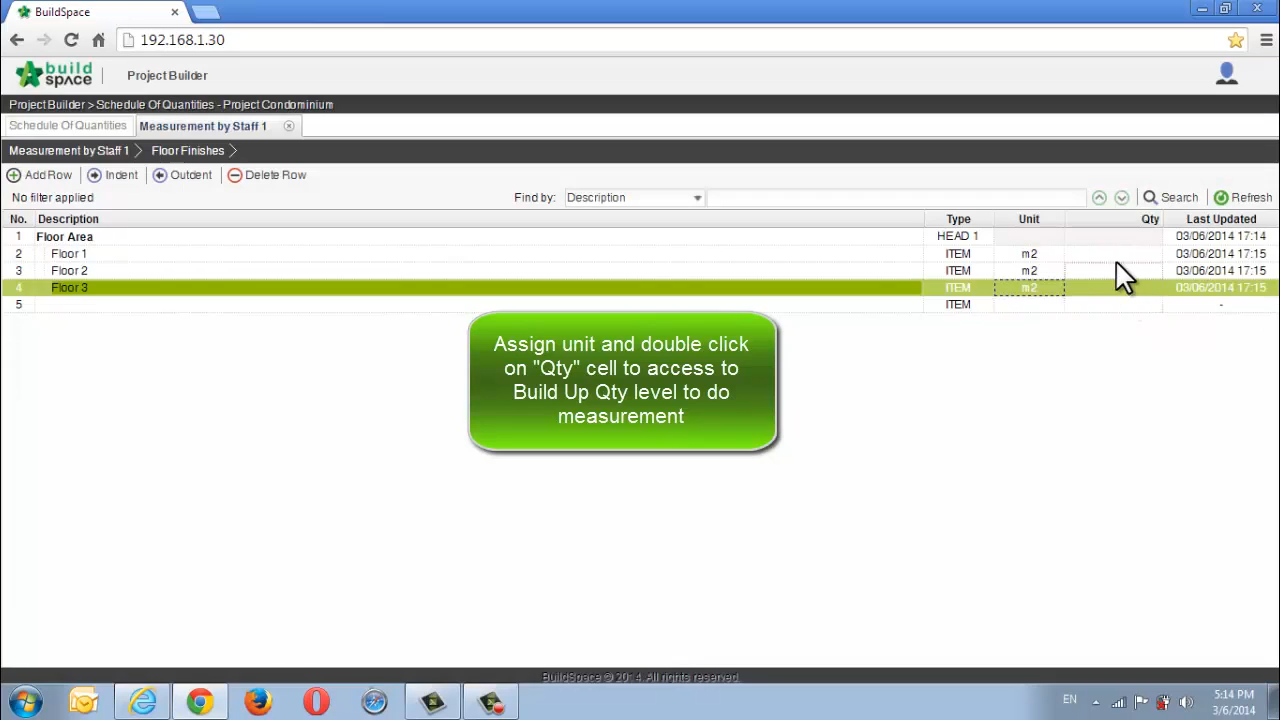 BuildSpace
192.168.1.30
build space
Project Builder
Project Builder > Schedule Of Quantities - Project Condominium
Schedule Of Quantities
Measurement by Staff 1
Measurement by Staff 1 Floor Finishes
Add Row Indent Outdent Delete Row
No filter applied Find by: Description Search Refresh
No. Description Type Unit Qty Last Updated
1 Floor Area HEAD 1 03/06/2014 17:14
2 Floor 1 ITEM m2 03/06/2014 17:15
3 Floor 2 ITEM m2 03/06/2014 17:15
4 Floor 3 ITEM m2 03/06/2014 17:15
5 ITEM -
Assign unit and double click
on "Qty" cell to access to
Build Up Qty level to do
measurement
BuildSpace © 2014. All rights reserved.
EN
5:14 PM
3/6/2014